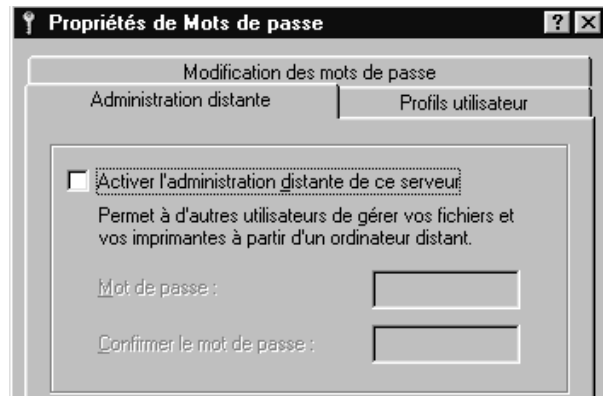 Propriétés de Mots de passe
Modification des mots de passe
Administration distante
Profils utilisateur
Activer l'administration distante de ce serveur
Permet à d'autres utilisateurs de gérer vos fichiers et
vos imprimantes à partir d'un ordinateur distant.
Mot de passe :
Confirmer le mot de passe :